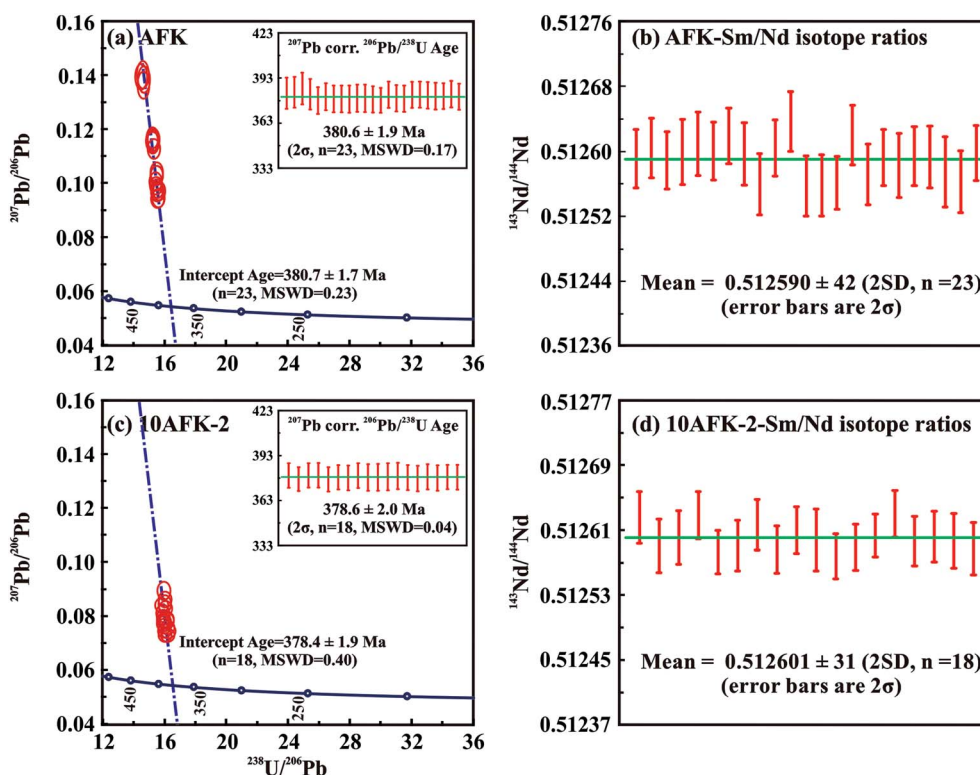 (a) AFK
²⁰⁷Pb/²⁰⁶Pb
0.16
0.14
0.12
0.10
0.08
0.06
0.04
²⁰⁷Pb corr. ²⁰⁶Pb/²³⁸U Age
423
393
363
333
380.6 ± 1.9 Ma
(2σ, n=23, MSWD=0.17)
Intercept Age=380.7 ± 1.7 Ma
(n=23, MSWD=0.23)
450
350
250
12 16 20 24 28 32 36
(b) AFK-Sm/Nd isotope ratios
¹⁴³Nd/¹⁴⁴Nd
0.51276
0.51268
0.51260
0.51252
0.51244
0.51236
Mean = 0.512590 ± 42 (2SD, n =23)
(error bars are 2σ)
(c) 10AFK-2
²⁰⁷Pb/²⁰⁶Pb
0.16
0.14
0.12
0.10
0.08
0.06
0.04
²⁰⁷Pb corr. ²⁰⁶Pb/²³⁸U Age
423
393
363
333
378.6 ± 2.0 Ma
(2σ, n=18, MSWD=0.04)
Intercept Age=378.4 ± 1.9 Ma
(n=18, MSWD=0.40)
450
350
250
12 16 20 24 28 32 36
²³⁸U/²⁰⁶Pb
(d) 10AFK-2-Sm/Nd isotope ratios
¹⁴³Nd/¹⁴⁴Nd
0.51277
0.51269
0.51261
0.51253
0.51245
0.51237
Mean = 0.512601 ± 31 (2SD, n =18)
(error bars are 2σ)